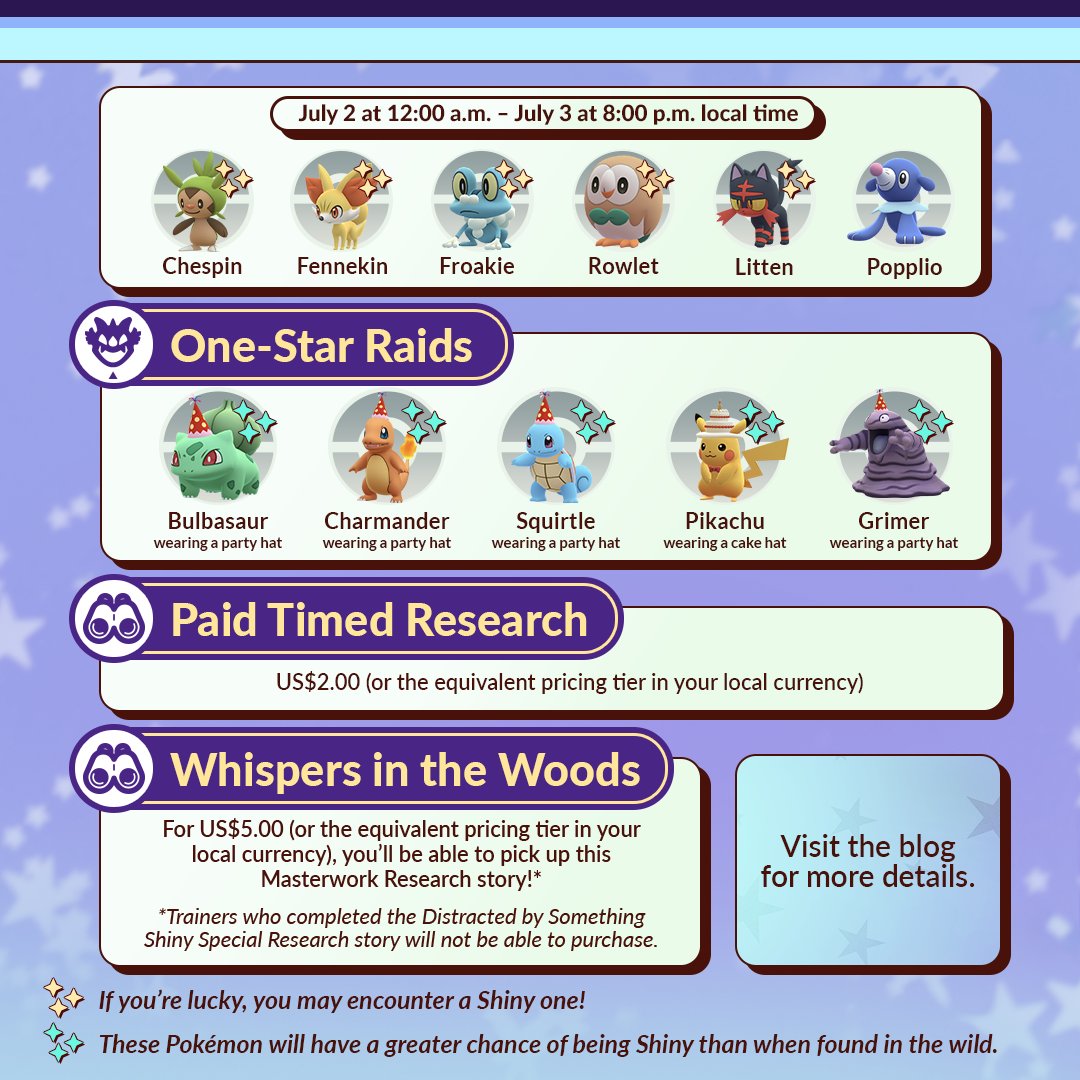 July 2 at 12:00 a.m. – July 3 at 8:00 p.m. local time
Chespin
Fennekin
Froakie
Rowlet
Litten
Popplio
One-Star Raids
Bulbasaur
wearing a party hat
Charmander
wearing a party hat
Squirtle
wearing a party hat
Pikachu
wearing a cake hat
Grimer
wearing a party hat
Paid Timed Research
US$2.00 (or the equivalent pricing tier in your local currency)
Whispers in the Woods
For US$5.00 (or the equivalent pricing tier in your
local currency), you’ll be able to pick up this
Masterwork Research story!*
*Trainers who completed the Distracted by Something
Shiny Special Research story will not be able to purchase.
Visit the blog
for more details.
If you’re lucky, you may encounter a Shiny one!
These Pokémon will have a greater chance of being Shiny than when found in the wild.